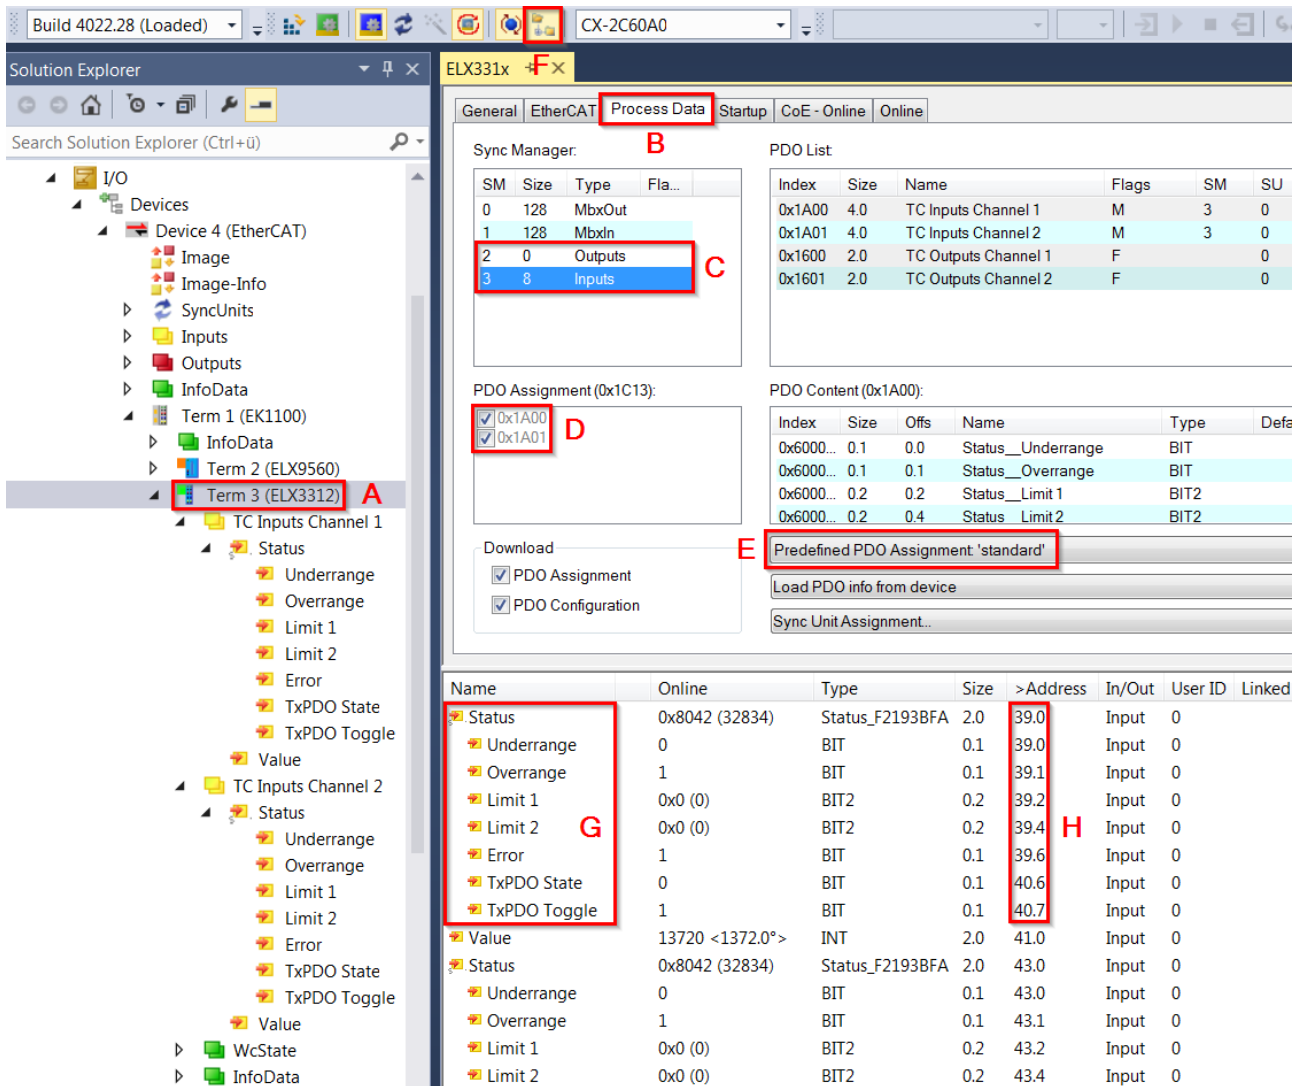 Build 4022.28 (Loaded)
CX-2C60A0
F
Solution Explorer
Search Solution Explorer (Ctrl+ü)
I/O
Devices
Device 4 (EtherCAT)
Image
Image-Info
SyncUnits
Inputs
Outputs
InfoData
Term 1 (EK1100)
InfoData
Term 2 (ELX9560)
Term 3 (ELX3312)
A
TC Inputs Channel 1
Status
Underrange
Overrange
Limit 1
Limit 2
Error
TxPDO State
TxPDO Toggle
Value
TC Inputs Channel 2
Status
Underrange
Overrange
Limit 1
Limit 2
Error
TxPDO State
TxPDO Toggle
Value
WcState
InfoData
ELX331x
General EtherCAT Process Data Startup CoE - Online Online
B
Sync Manager:
SM Size Type Fla...
0 128 MbxOut
1 128 MbxIn
2 0 Outputs
3 8 Inputs
C
PDO List:
Index Size Name Flags SM SU
0x1A00 4.0 TC Inputs Channel 1 M 3 0
0x1A01 4.0 TC Inputs Channel 2 M 3 0
0x1600 2.0 TC Outputs Channel 1 F 0
0x1601 2.0 TC Outputs Channel 2 F 0
PDO Assignment (0x1C13):
0x1A00
0x1A01
D
PDO Content (0x1A00):
Index Size Offs Name Type Defa
0x6000... 0.1 0.0 Status__Underrange BIT
0x6000... 0.1 0.1 Status__Overrange BIT
0x6000... 0.2 0.2 Status__Limit 1 BIT2
0x6000... 0.2 0.4 Status__Limit 2 BIT2
Download
PDO Assignment
PDO Configuration
E
Predefined PDO Assignment: 'standard'
Load PDO info from device
Sync Unit Assignment...
Name Online Type Size >Address In/Out User ID Linked
Status 0x8042 (32834) Status_F2193BFA 2.0 39.0 Input 0
Underrange 0 BIT 0.1 39.0 Input 0
Overrange 1 BIT 0.1 39.1 Input 0
Limit 1 0x0 (0) BIT2 0.2 39.2 Input 0
Limit 2 0x0 (0) BIT2 0.2 39.4 Input 0
G
H
Error 1 BIT 0.1 39.6 Input 0
TxPDO State 0 BIT 0.1 40.6 Input 0
TxPDO Toggle 1 BIT 0.1 40.7 Input 0
Value 13720 <1372.0°> INT 2.0 41.0 Input 0
Status 0x8042 (32834) Status_F2193BFA 2.0 43.0 Input 0
Underrange 0 BIT 0.1 43.0 Input 0
Overrange 1 BIT 0.1 43.1 Input 0
Limit 1 0x0 (0) BIT2 0.2 43.2 Input 0
Limit 2 0x0 (0) BIT2 0.2 43.4 Input 0